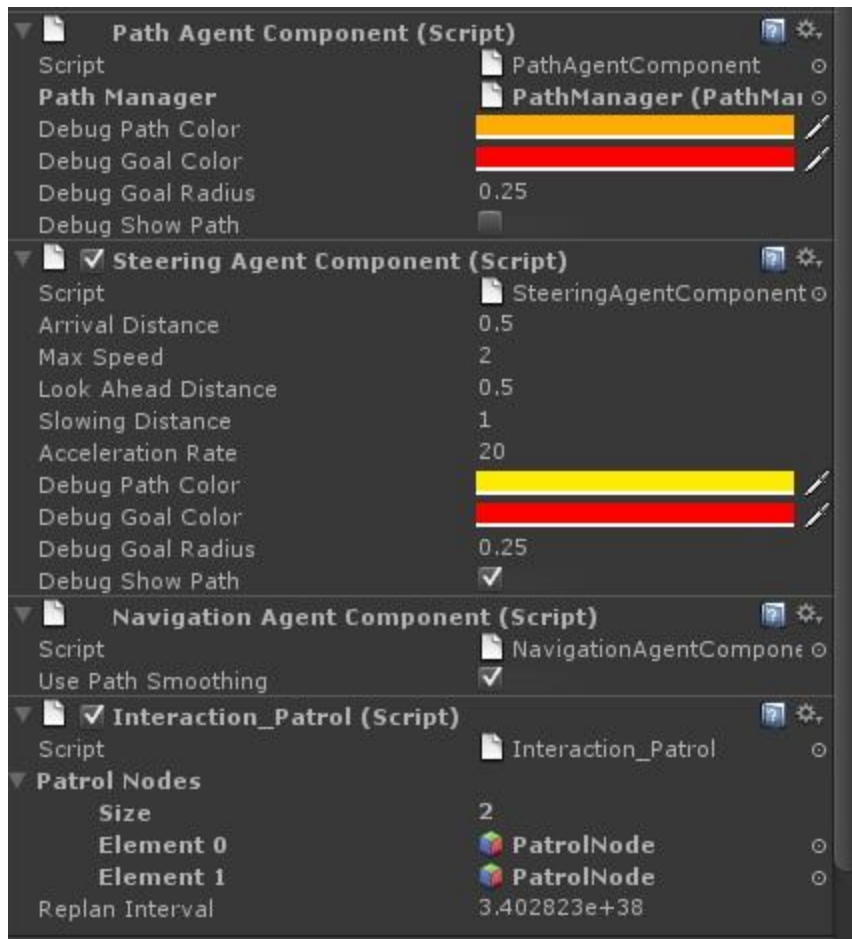 Path Agent Component (Script)
Script PathAgentComponent
Path Manager PathManager (PathMar
Debug Path Color
Debug Goal Color
Debug Goal Radius 0.25
Debug Show Path
Steering Agent Component (Script)
Script SteeringAgentComponent
Arrival Distance 0.5
Max Speed 2
Look Ahead Distance 0.5
Slowing Distance 1
Acceleration Rate 20
Debug Path Color
Debug Goal Color
Debug Goal Radius 0.25
Debug Show Path
Navigation Agent Component (Script)
Script NavigationAgentCompone
Use Path Smoothing
Interaction_Patrol (Script)
Script Interaction_Patrol
Patrol Nodes
Size 2
Element 0 PatrolNode
Element 1 PatrolNode
Replan Interval 3.402823e+38